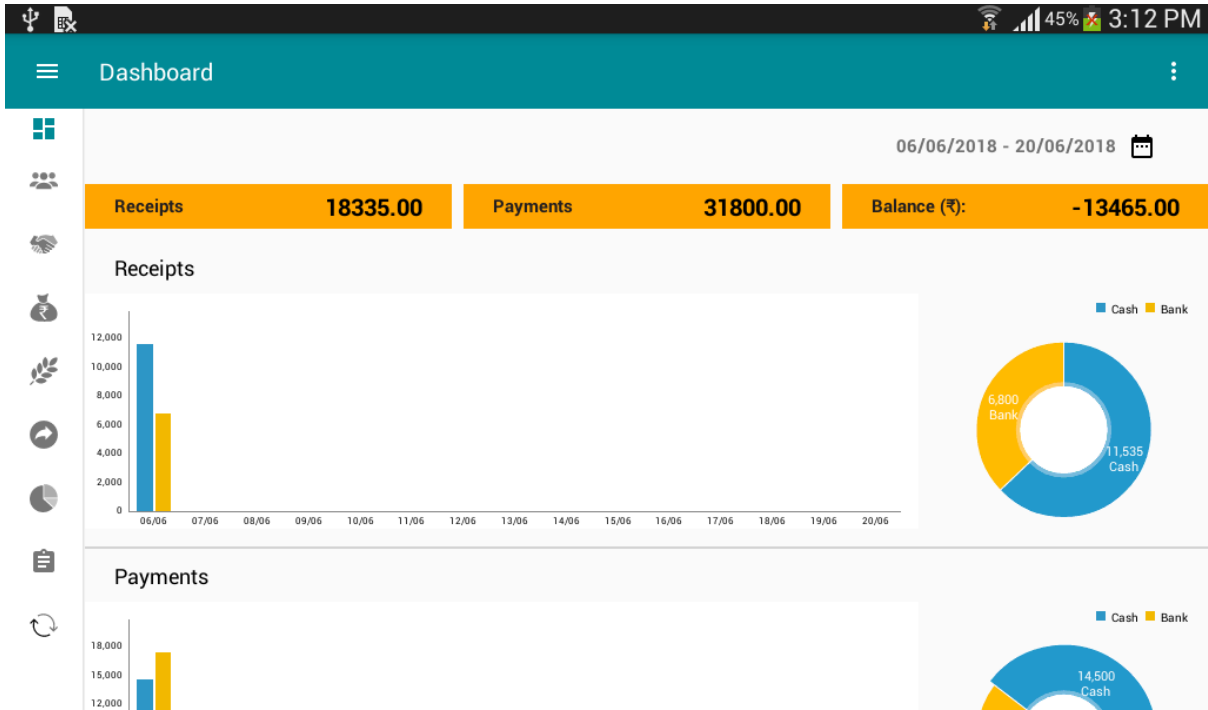 45% 3:12 PM
Dashboard
06/06/2018 - 20/06/2018
Receipts 18335.00 Payments 31800.00 Balance (₹): -13465.00
Receipts
Cash Bank
12,000
10,000
8,000
6,000
4,000
2,000
0
06/06 07/06 08/06 09/06 10/06 11/06 12/06 13/06 14/06 15/06 16/06 17/06 18/06 19/06 20/06
6,800
Bank
11,535
Cash
Payments
Cash Bank
18,000
15,000
12,000
14,500
Cash